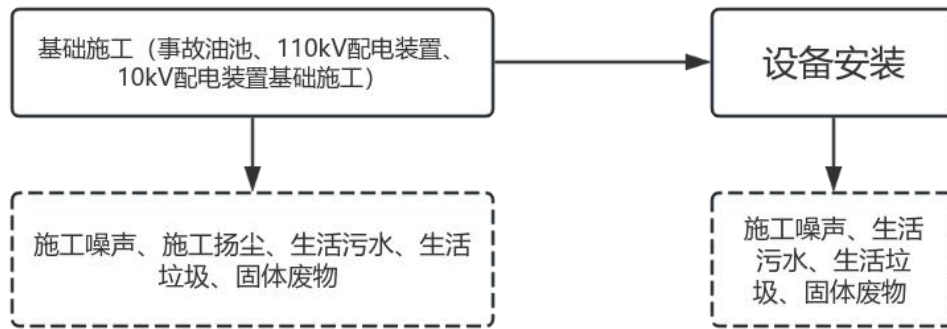 基础施工（事故油池、110kV配电装置、
10kV配电装置基础施工）
设备安装
施工噪声、施工扬尘、生活污水、生活
垃圾、固体废物
施工噪声、生活
污水、生活垃
圾、固体废物